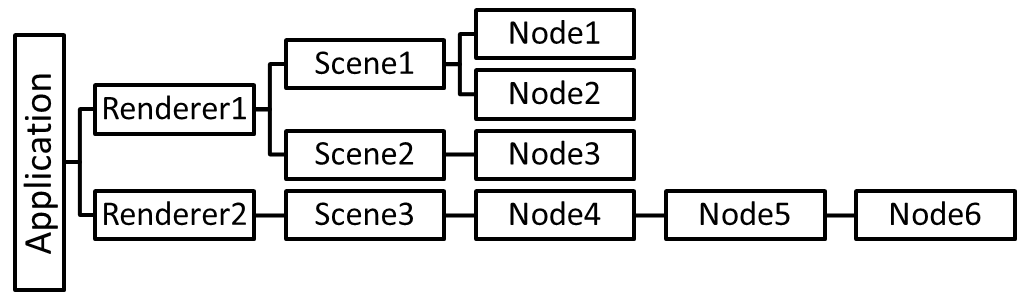 Application
Renderer1
Scene1
Node1
Node2
Scene2
Node3
Renderer2
Scene3
Node4
Node5
Node6